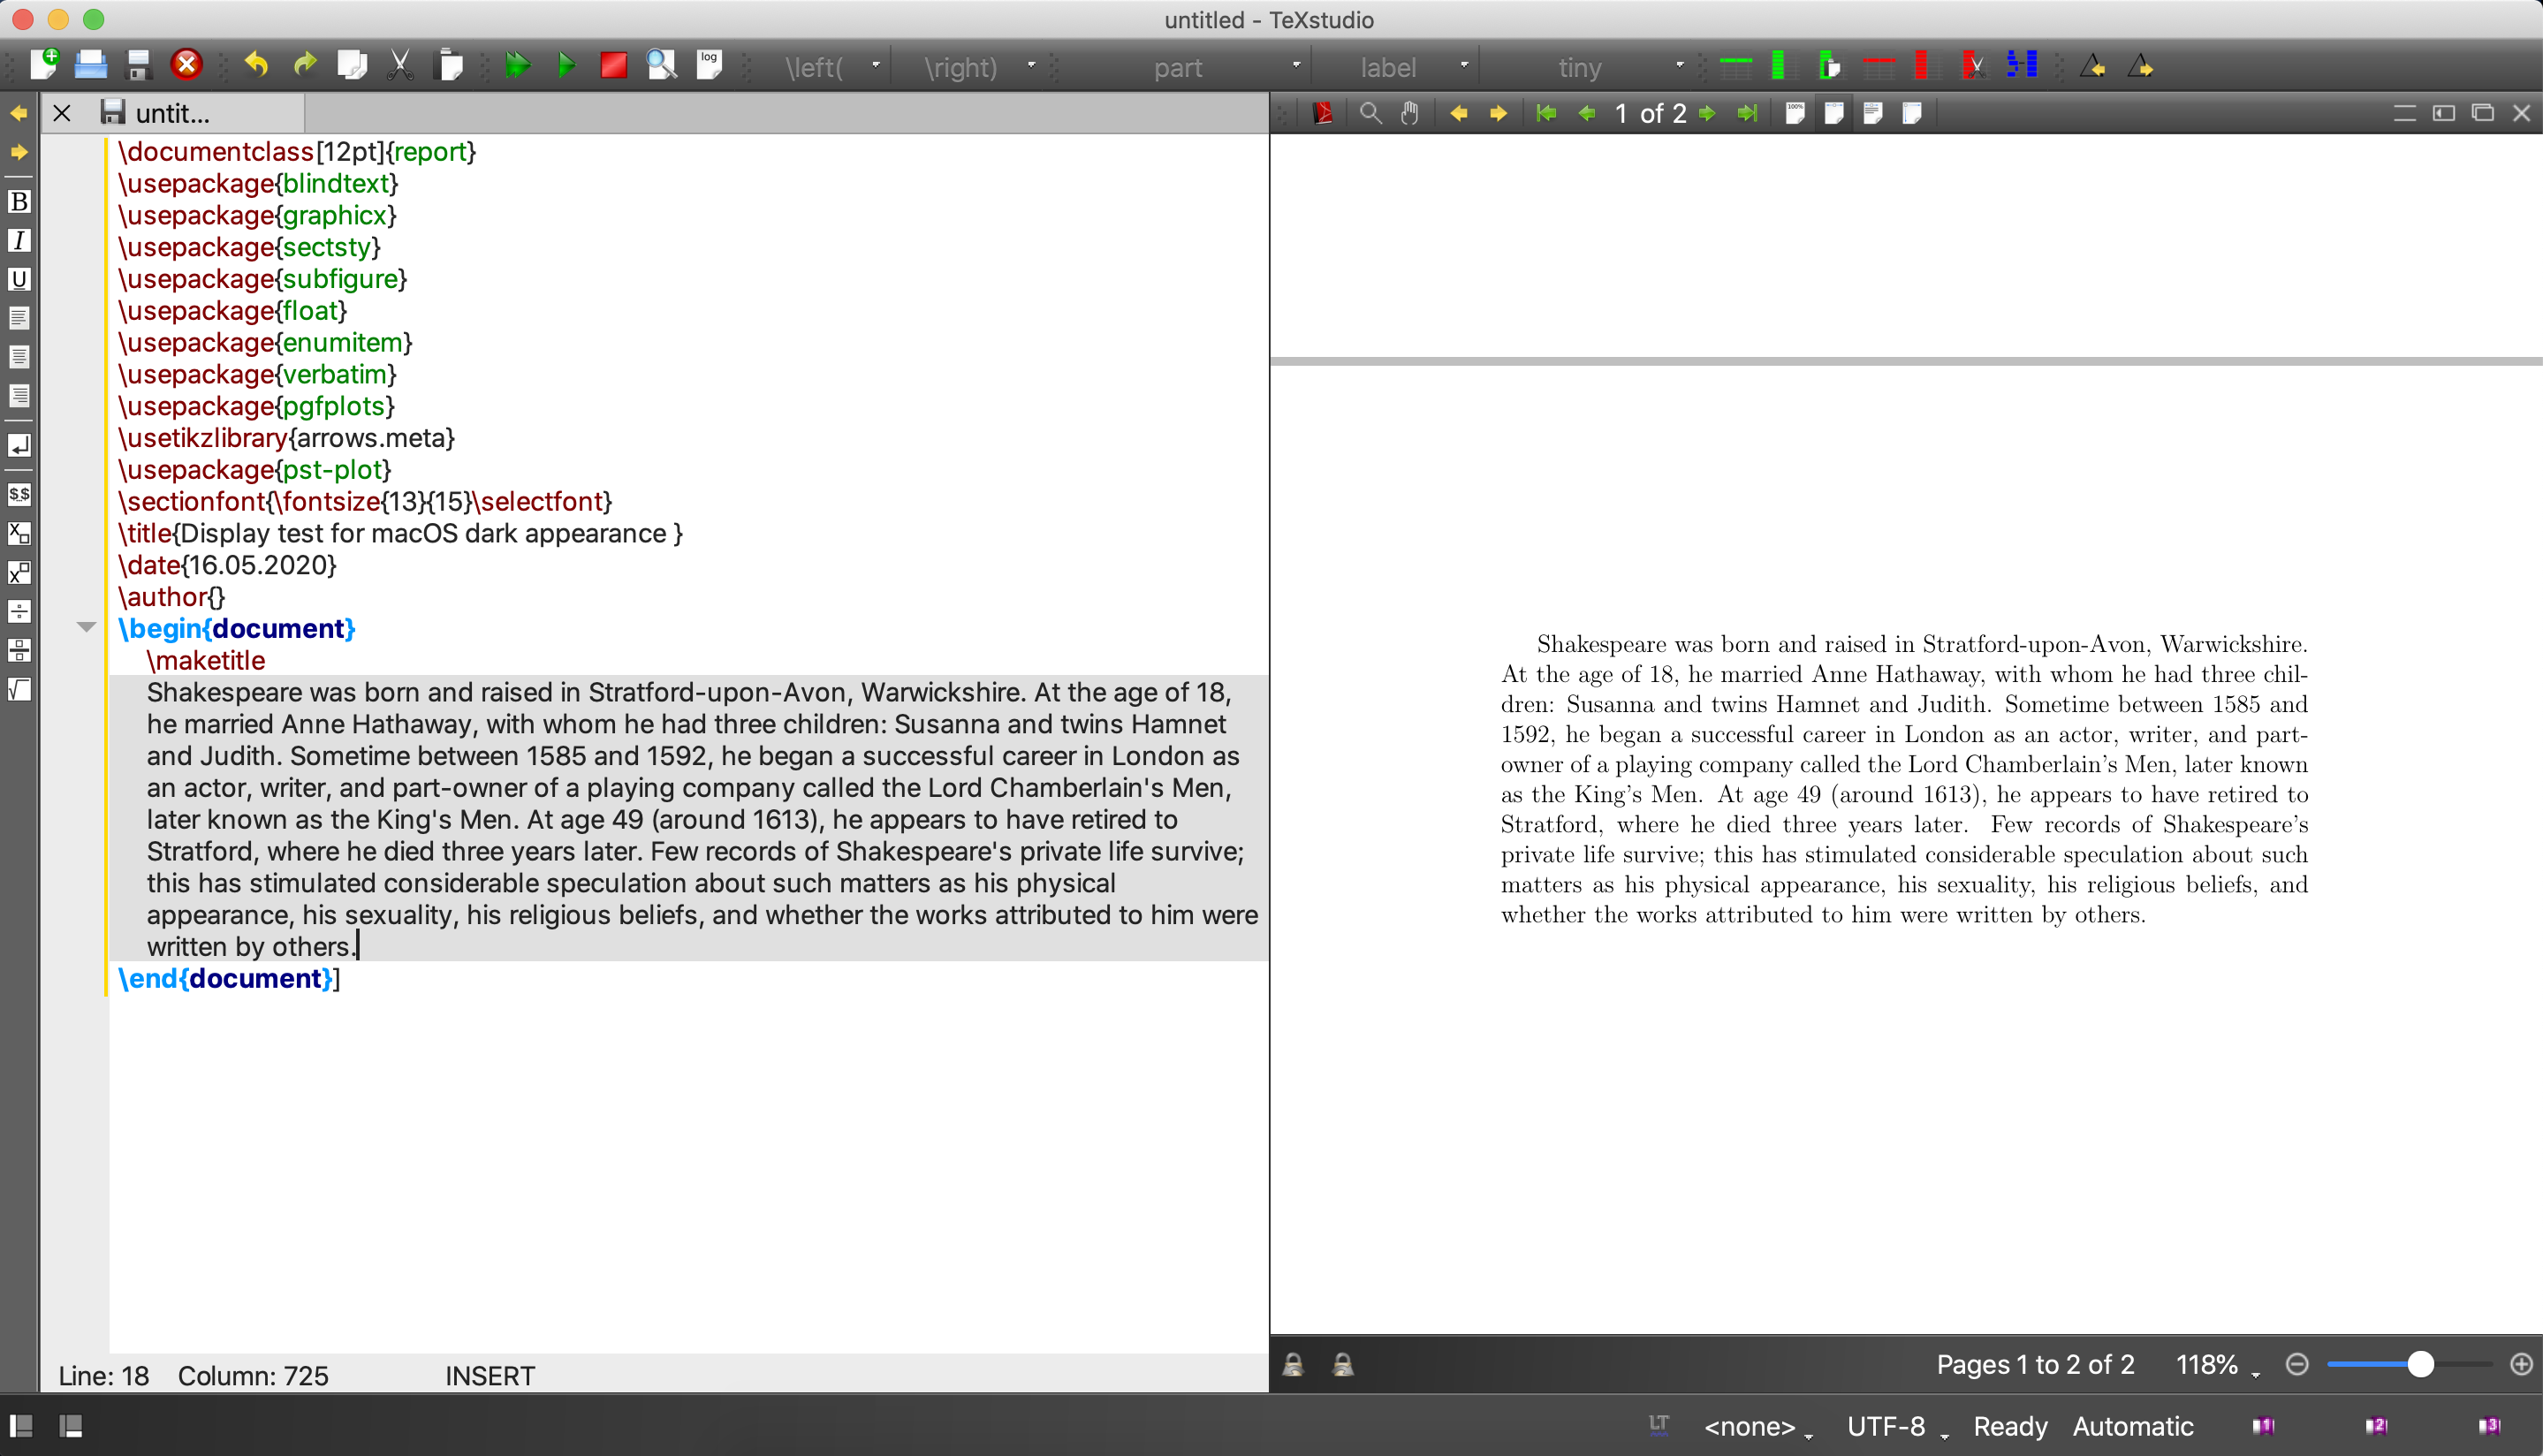 untitled - TeXstudio
log
\left(
\right)
part
label
tiny
untit...
1 of 2
100%
B
I
U
$$
\documentclass[12pt]{report}
\usepackage{blindtext}
\usepackage{graphicx}
\usepackage{sectsty}
\usepackage{subfigure}
\usepackage{float}
\usepackage{enumitem}
\usepackage{verbatim}
\usepackage{pgfplots}
\usetikzlibrary{arrows.meta}
\usepackage{pst-plot}
\sectionfont{\fontsize{13}{15}\selectfont}
\title{Display test for macOS dark appearance }
\date{16.05.2020}
\author{}
\begin{document}
\maketitle
Shakespeare was born and raised in Stratford-upon-Avon, Warwickshire. At the age of 18,
he married Anne Hathaway, with whom he had three children: Susanna and twins Hamnet
and Judith. Sometime between 1585 and 1592, he began a successful career in London as
an actor, writer, and part-owner of a playing company called the Lord Chamberlain's Men,
later known as the King's Men. At age 49 (around 1613), he appears to have retired to
Stratford, where he died three years later. Few records of Shakespeare's private life survive;
this has stimulated considerable speculation about such matters as his physical
appearance, his sexuality, his religious beliefs, and whether the works attributed to him were
written by others.
\end{document}]
Shakespeare was born and raised in Stratford-upon-Avon, Warwickshire.
At the age of 18, he married Anne Hathaway, with whom he had three chil-
dren: Susanna and twins Hamnet and Judith. Sometime between 1585 and
1592, he began a successful career in London as an actor, writer, and part-
owner of a playing company called the Lord Chamberlain’s Men, later known
as the King’s Men. At age 49 (around 1613), he appears to have retired to
Stratford, where he died three years later. Few records of Shakespeare’s
private life survive; this has stimulated considerable speculation about such
matters as his physical appearance, his sexuality, his religious beliefs, and
whether the works attributed to him were written by others.
Line: 18 Column: 725 INSERT
Pages 1 to 2 of 2 118%
LT <none> UTF-8 Ready Automatic 1 2 3